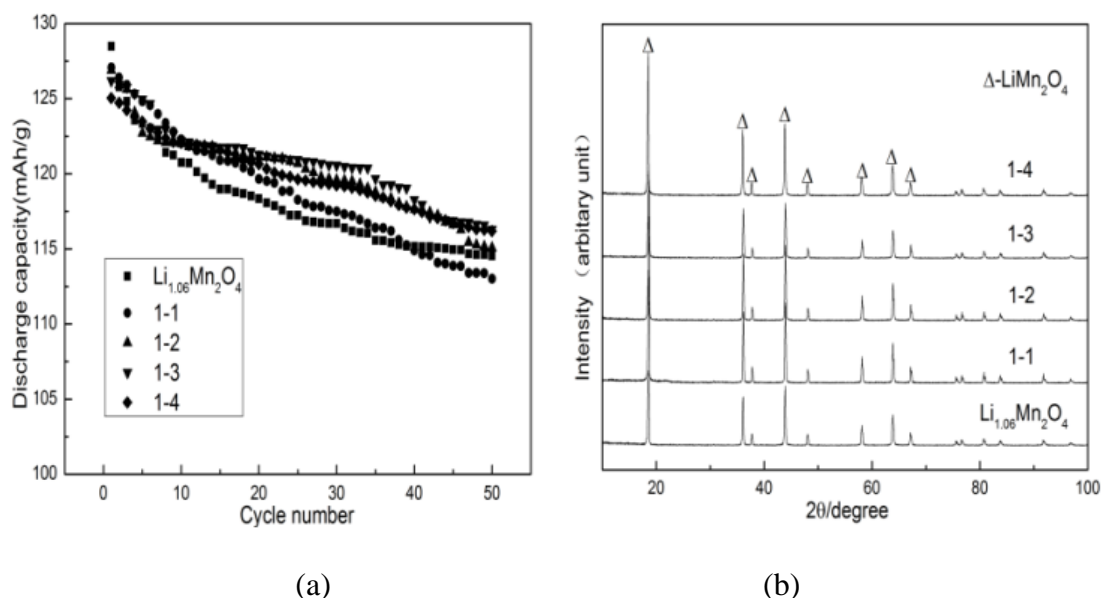 130
125
120
115
110
105
100
Discharge capacity(mAh/g)
Li1.06Mn2O4
1-1
1-2
1-3
1-4
0 10 20 30 40 50
Cycle number
(a)
Δ Δ Δ Δ Δ Δ Δ Δ
Δ-LiMn2O4
1-4
1-3
1-2
1-1
Li1.06Mn2O4
Intensity (arbitary unit)
20 40 60 80 100
2θ/degree
(b)